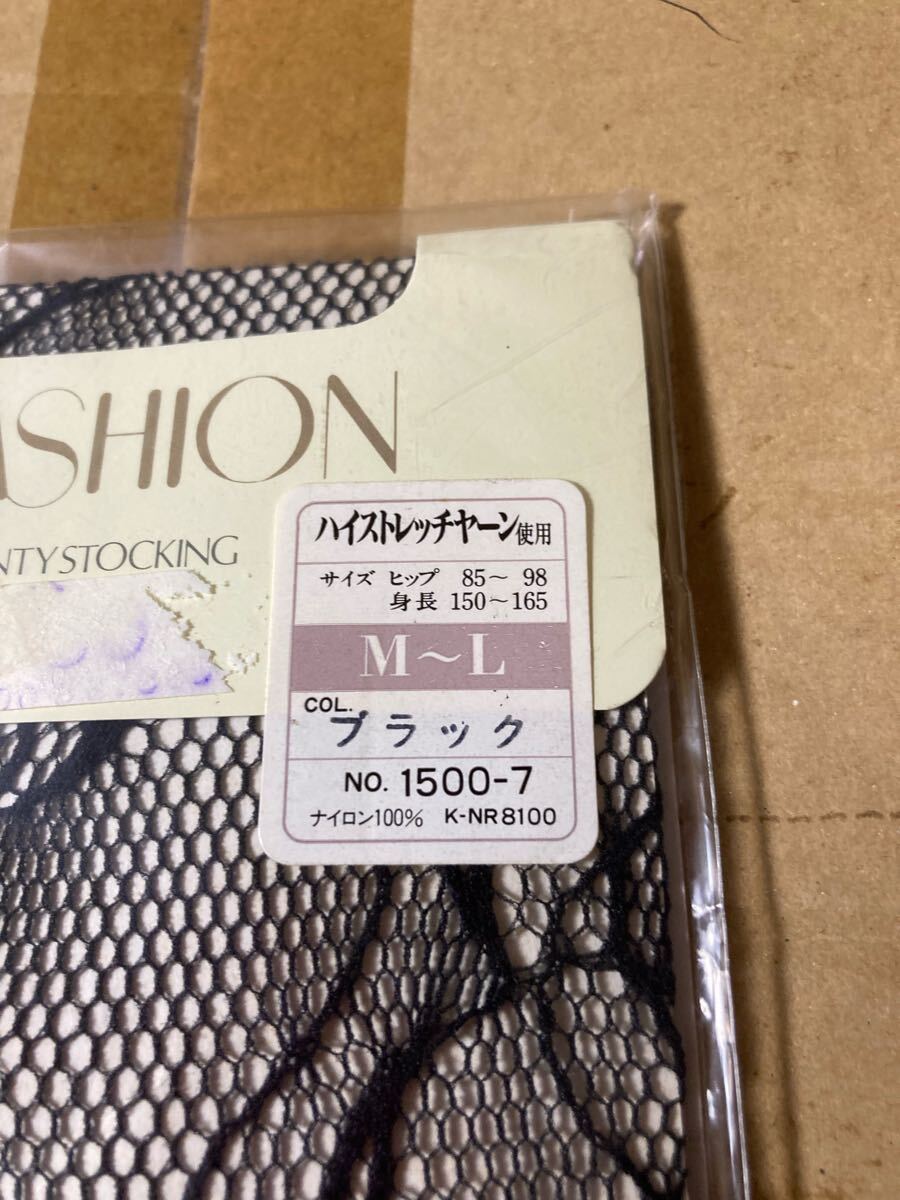 ASHION
NTY STOCKING
ハイストレッチヤーン使用
サイズ ヒップ 85～98
身長 150～165
M～L
COL.
ブラック
NO. 1500-7
ナイロン100% K-NR8100